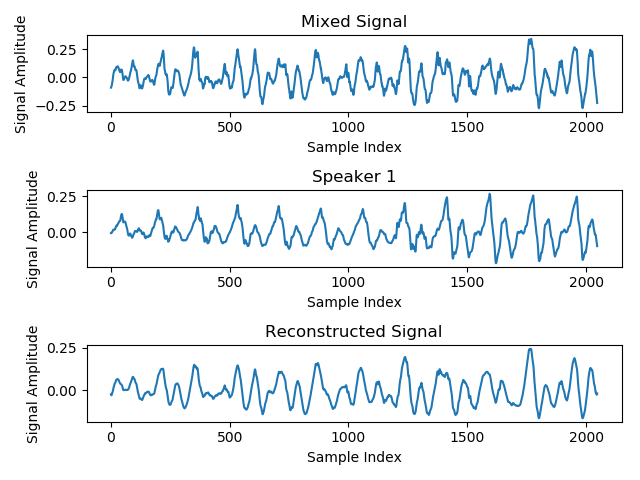 Mixed Signal
Signal Amplitude
0.25
0.00
−0.25
0
500
1000
1500
2000
Sample Index
Speaker 1
Signal Amplitude
0.25
0.00
0
500
1000
1500
2000
Sample Index
Reconstructed Signal
Signal Amplitude
0.25
0.00
0
500
1000
1500
2000
Sample Index